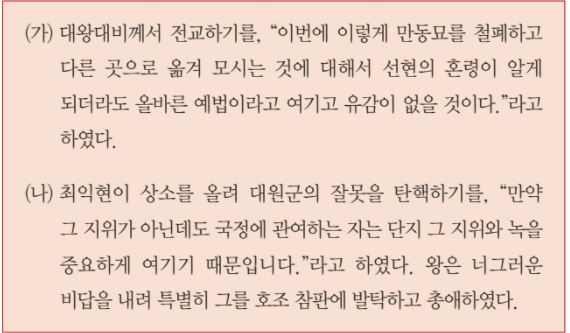 (가) 대왕대비께서 전교하기를, “이번에 이렇게 만동묘를 철폐하고
다른 곳으로 옮겨 모시는 것에 대해서 선현의 혼령이 알게
되더라도 올바른 예법이라고 여기고 유감이 없을 것이다.”라고
하였다.
(나) 최익현이 상소를 올려 대원군의 잘못을 탄핵하기를, “만약
그 지위가 아닌데도 국정에 관여하는 자는 단지 그 지위와 녹을
중요하게 여기기 때문입니다.”라고 하였다. 왕은 너그러운
비답을 내려 특별히 그를 호조 참판에 발탁하고 총애하였다.